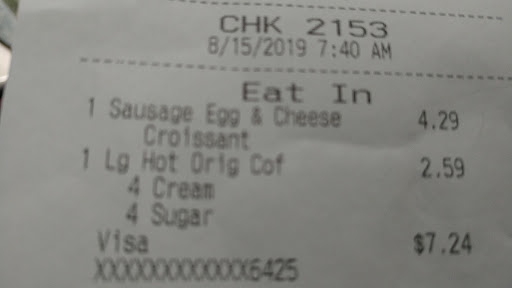 CHK 2153
8/15/2019 7:40 AM
Eat In
1 Sausage Egg & Cheese 4.29
Croissant
1 Lg Hot Orig Cof 2.59
4 Cream
4 Sugar
Visa $7.24
XXXXXXXXXXXX6425